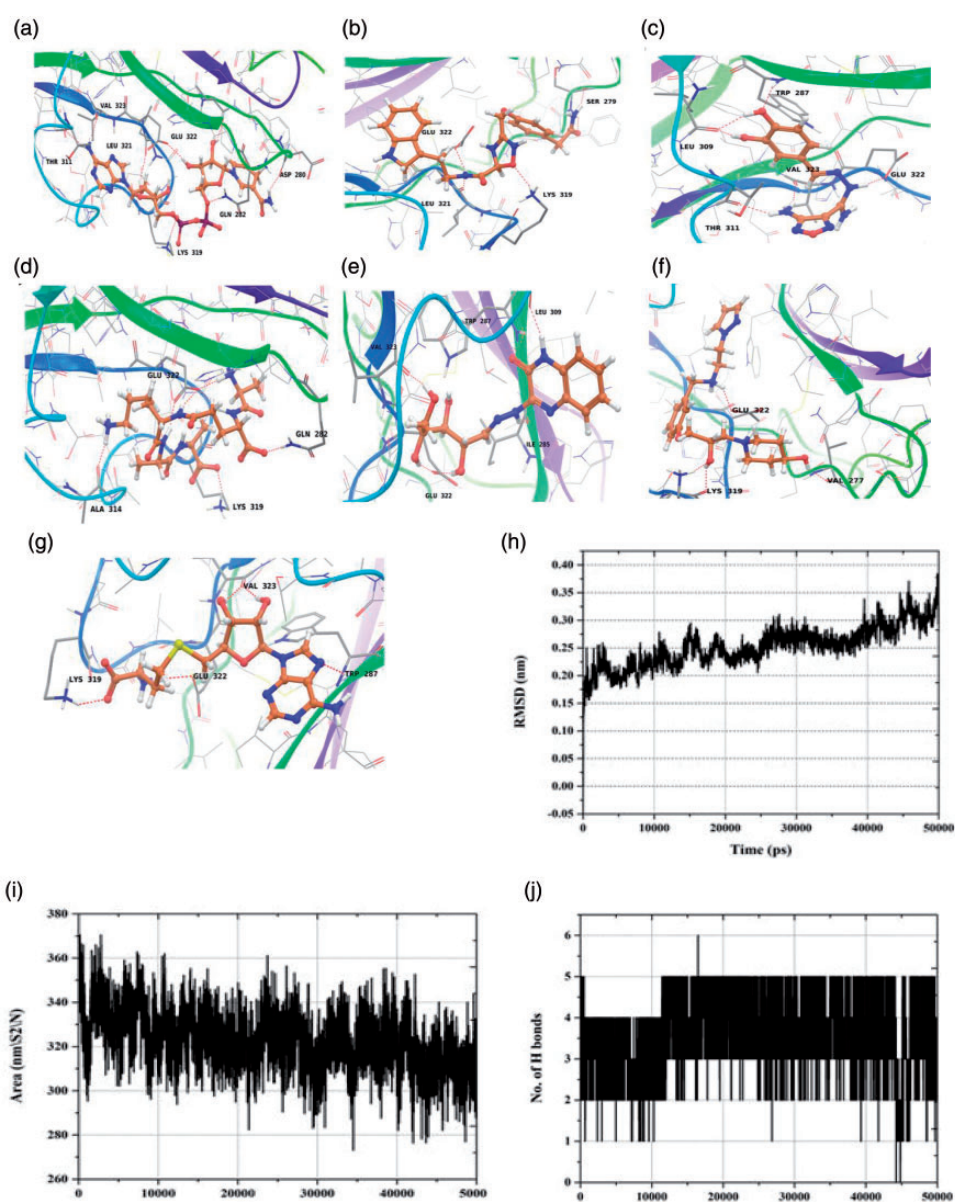 (a)
VAL 323
GLU 322
LEU 321
THR 311
ASP 280
GLN 282
LYS 319
(b)
SER 279
GLU 322
LYS 319
LEU 321
(c)
TRP 287
LEU 309
VAL 323
GLU 322
THR 311
(d)
GLU 322
GLN 282
LYS 319
ALA 314
(e)
LEU 309
TRP 287
VAL 323
ILE 285
GLU 322
(f)
GLU 322
LYS 319
VAL 277
(g)
VAL 323
LYS 319
GLU 322
TRP 287
(h)
0.40
0.35
0.30
0.25
0.20
0.15
0.10
0.05
0.00
-0.05
RMSD (nm)
0 10000 20000 30000 40000 50000
Time (ps)
(i)
380
360
340
320
300
280
260
Area (nm\S2\N)
0 10000 20000 30000 40000 50000
(j)
6
5
4
3
2
1
0
No. of H bonds
0 10000 20000 30000 40000 50000